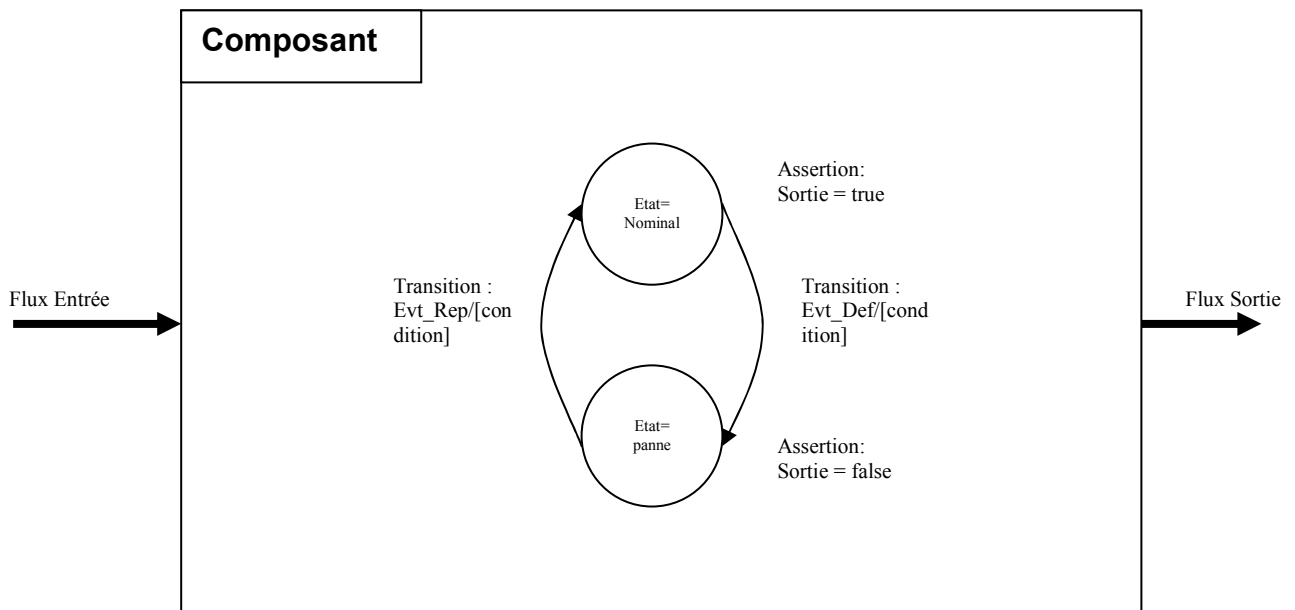 Composant
Assertion:
Sortie = true
Etat=
Nominal
Transition :
Evt_Rep/[con
dition]
Transition :
Evt_Def/[cond
ition]
Flux Entrée
Flux Sortie
Etat=
panne
Assertion:
Sortie = false